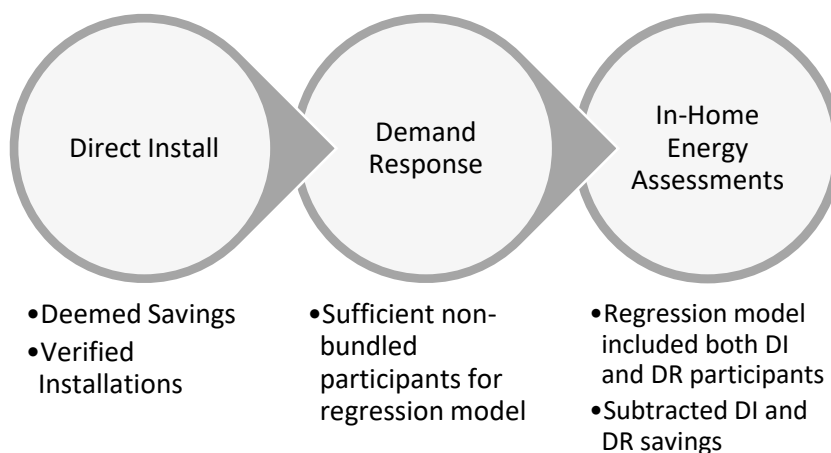 Direct Install
•Deemed Savings
•Verified
Installations
Demand
Response
•Sufficient non-
bundled
participants for
regression model
In-Home
Energy
Assessments
•Regression model
included both DI
and DR participants
•Subtracted DI and
DR savings